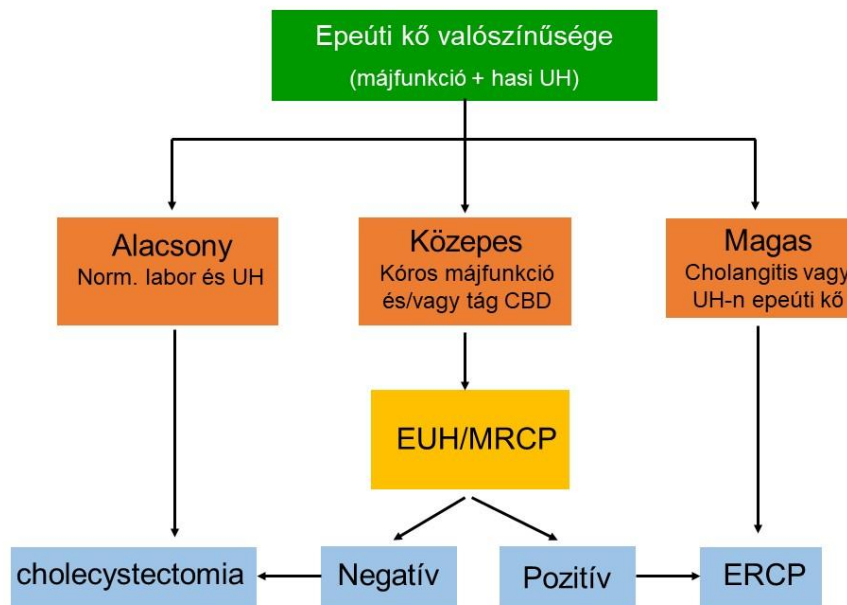 Epeúti kő valószínűsége
(májfunkció + hasi UH)
Alacsony
Norm. labor és UH
Közepes
Kóros májfunkció
és/vagy tág CBD
Magas
Cholangitis vagy
UH-n epeúti kő
EUH/MRCP
cholecystectomia
Negatív
Pozitív
ERCP